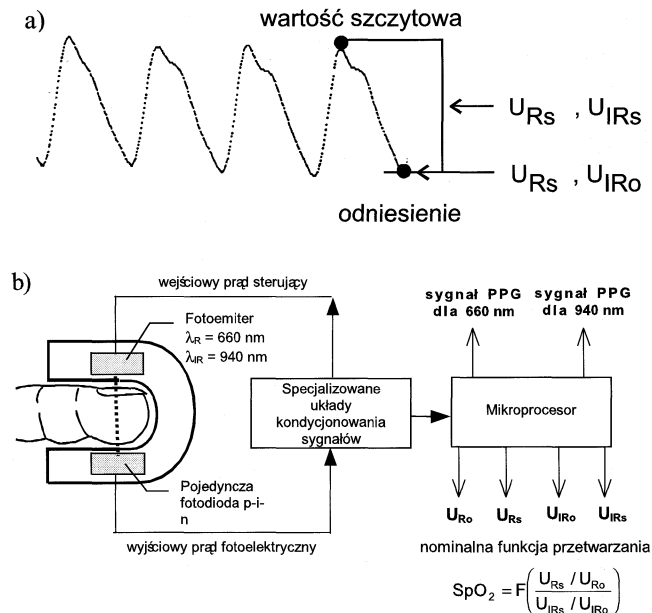 a)
wartość szczytowa
U_Rs , U_IRs
U_Rs , U_IRo
odniesienie
b)
wejściowy prąd sterujący
Fotoemiter
λ_R = 660 nm
λ_IR = 940 nm
Pojedyncza
fotodioda p-i-
n
wyjściowy prąd fotoelektryczny
Specjalizowane
układy
kondycjonowania
sygnałów
sygnał PPG
dla 660 nm
sygnał PPG
dla 940 nm
Mikroprocesor
U_Ro U_Rs U_IRo U_IRs
nominalna funkcja przetwarzania
SpO₂ = F( (U_Rs / U_Ro) / (U_IRs / U_IRo) )